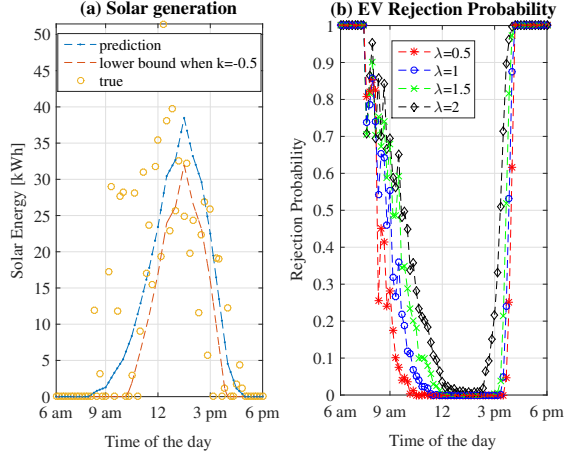 (a) Solar generation
50
45
40
35
30
25
20
15
10
5
0
Solar Energy [kWh]
prediction
lower bound when k=-0.5
true
6 am
9 am
12
3 pm
6 pm
Time of the day
(b) EV Rejection Probability
1
0.9
0.8
0.7
0.6
0.5
0.4
0.3
0.2
0.1
0
Rejection Probability
λ=0.5
λ=1
λ=1.5
λ=2
6 am
9 am
12
3 pm
6 pm
Time of the day